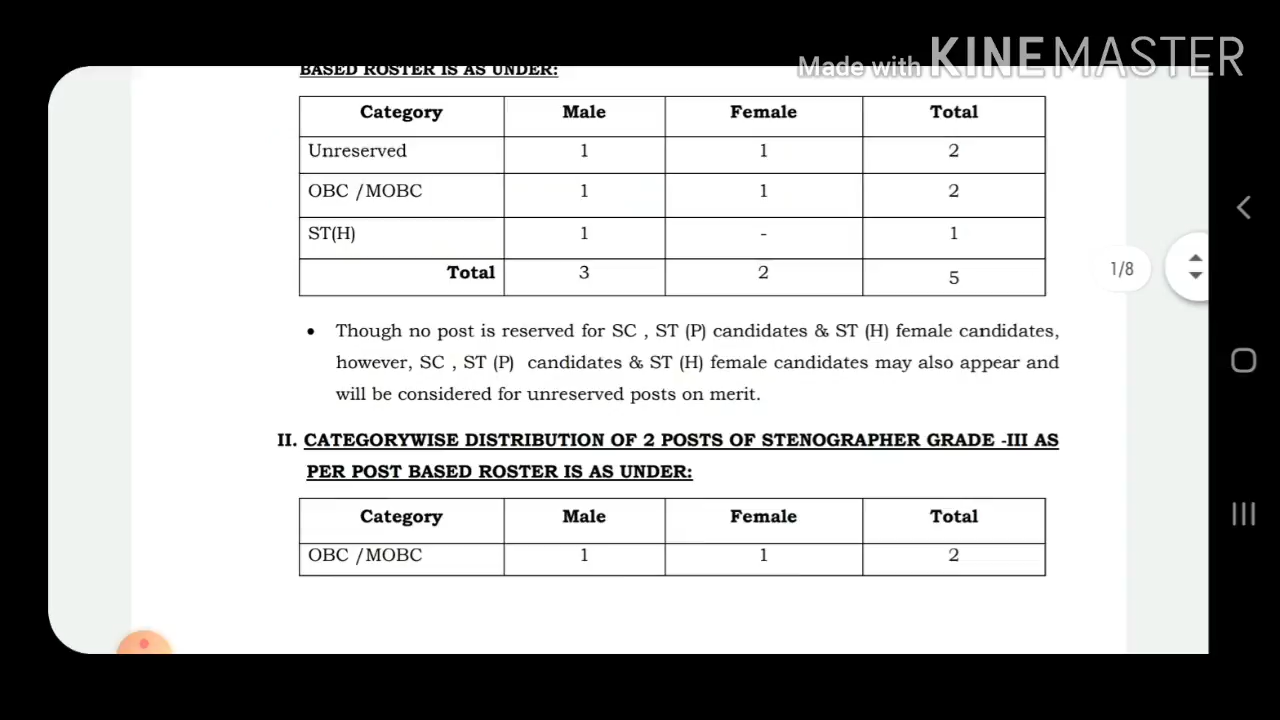 Made with KINEMASTER
BASED ROSTER IS AS UNDER:
Category Male Female Total
Unreserved 1 1 2
OBC /MOBC 1 1 2
ST(H) 1 - 1
Total 3 2 5
1/8
• Though no post is reserved for SC , ST (P) candidates & ST (H) female candidates,
however, SC , ST (P) candidates & ST (H) female candidates may also appear and
will be considered for unreserved posts on merit.
II. CATEGORYWISE DISTRIBUTION OF 2 POSTS OF STENOGRAPHER GRADE -III AS
PER POST BASED ROSTER IS AS UNDER:
Category Male Female Total
OBC /MOBC 1 1 2